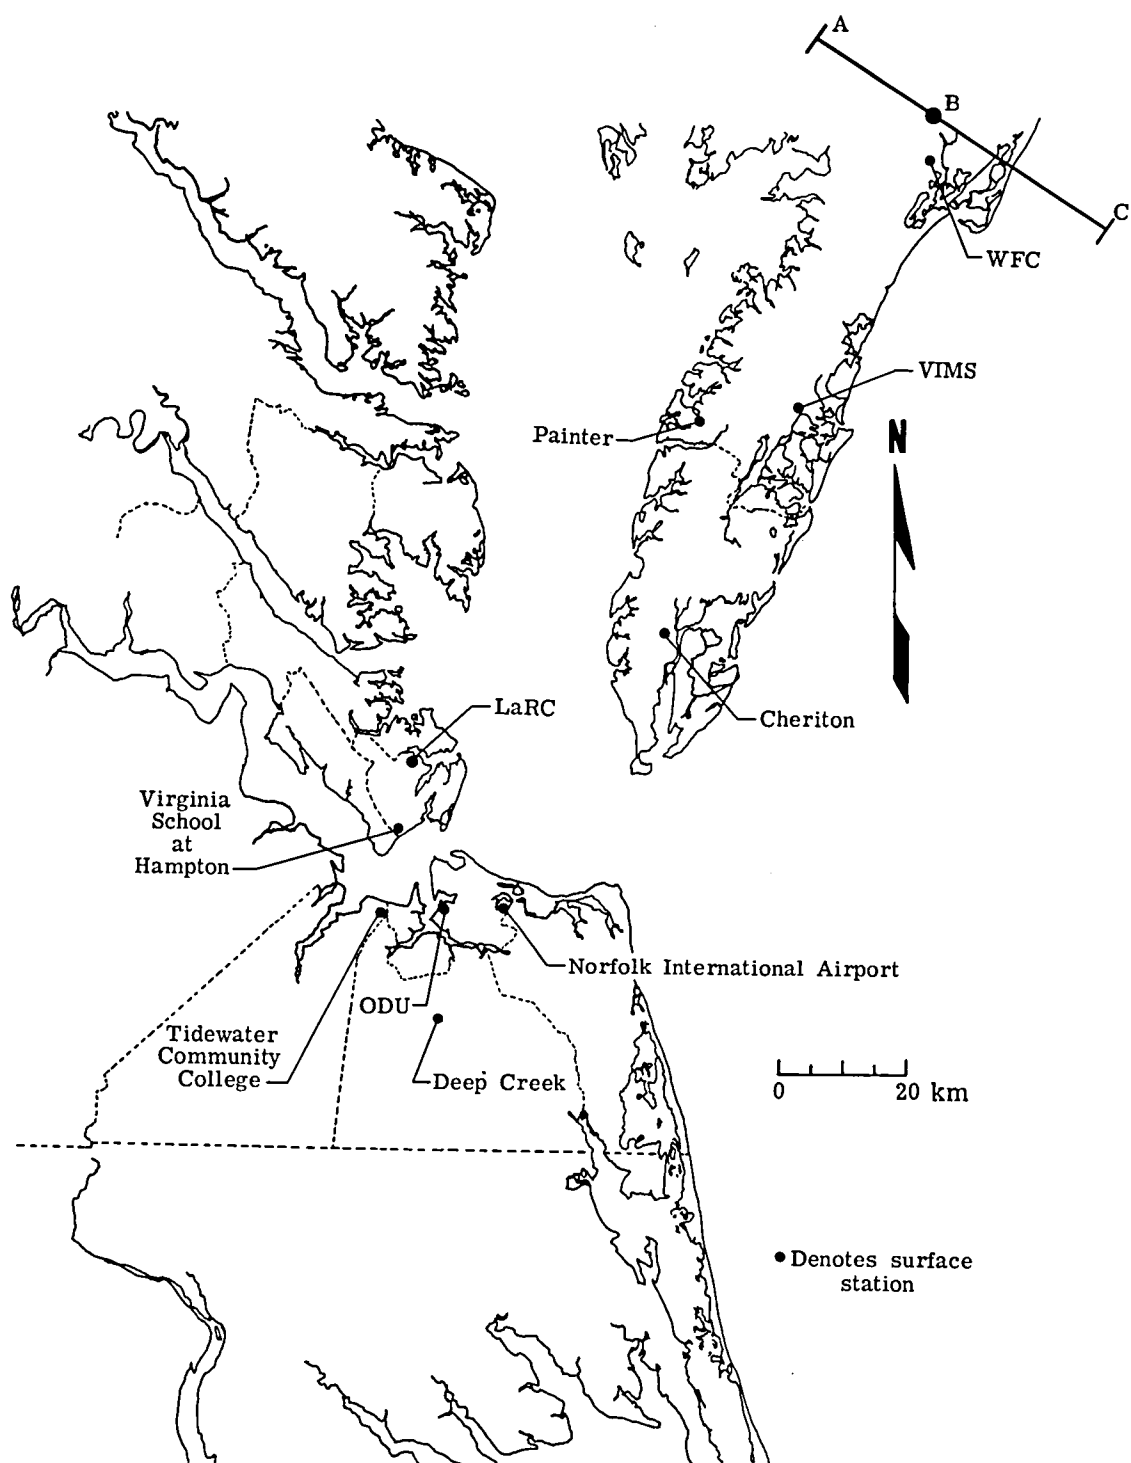 A
B
C
WFC
VIMS
Painter
N
LaRC
Cheriton
Virginia
School
at
Hampton
Norfolk International Airport
ODU
Tidewater
Community
College
Deep Creek
0
20 km
Denotes surface
station